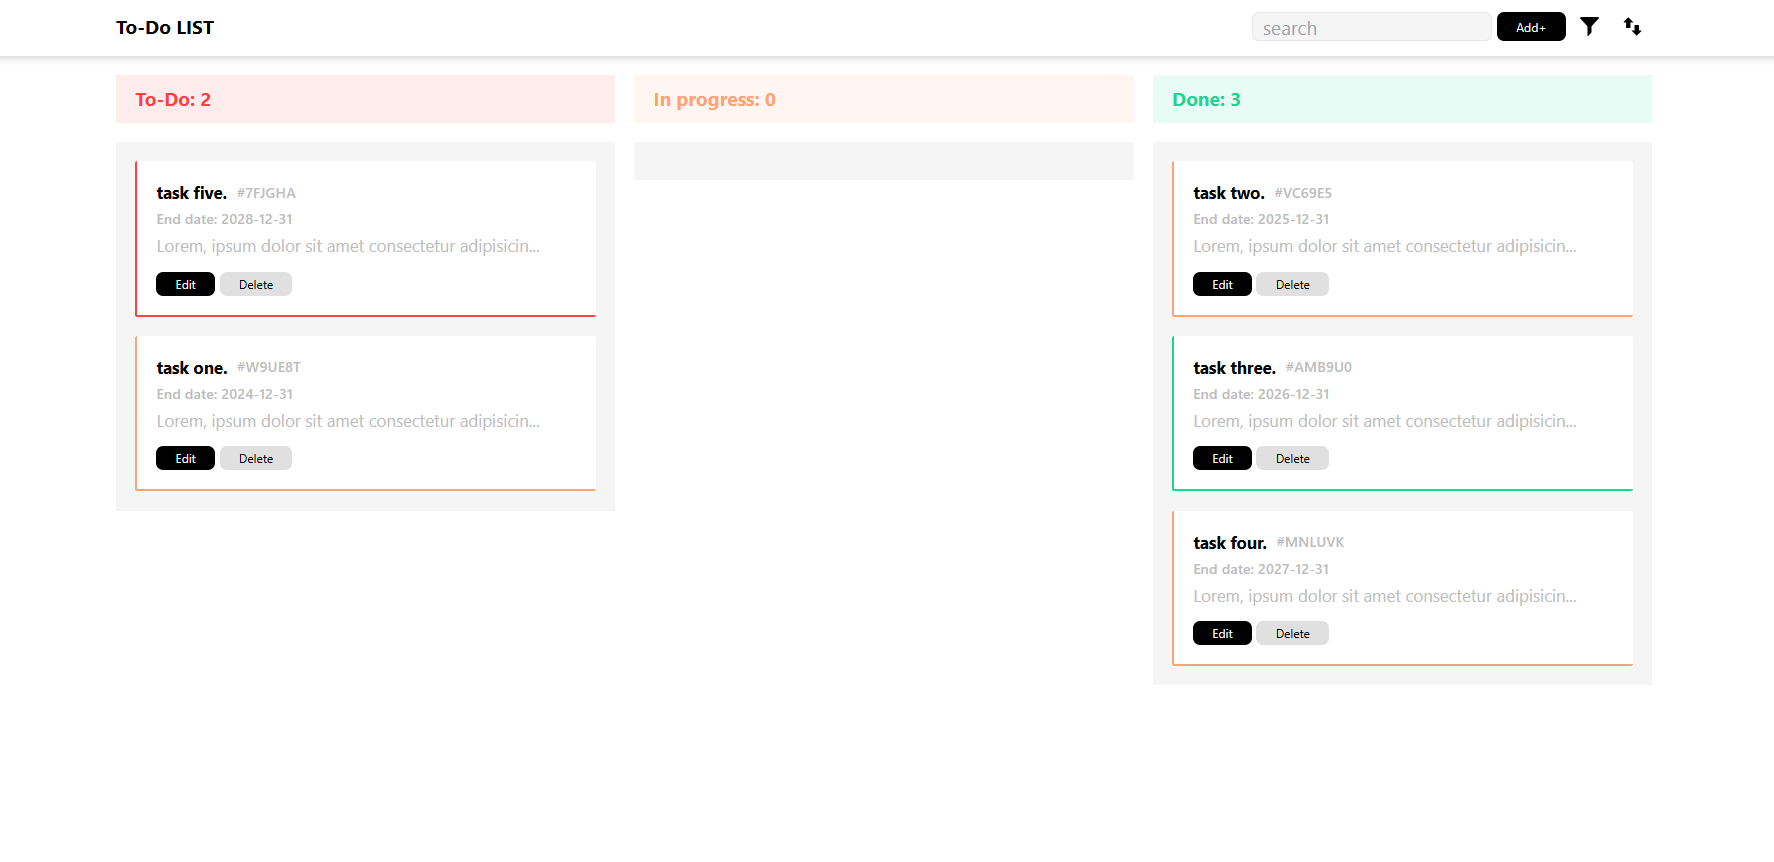 To-Do LIST
search
Add+
To-Do: 2
task five. #7FJGHA
End date: 2028-12-31
Lorem, ipsum dolor sit amet consectetur adipisicin...
Edit Delete
task one. #W9UE8T
End date: 2024-12-31
Lorem, ipsum dolor sit amet consectetur adipisicin...
Edit Delete
In progress: 0
Done: 3
task two. #VC69E5
End date: 2025-12-31
Lorem, ipsum dolor sit amet consectetur adipisicin...
Edit Delete
task three. #AMB9U0
End date: 2026-12-31
Lorem, ipsum dolor sit amet consectetur adipisicin...
Edit Delete
task four. #MNLUVK
End date: 2027-12-31
Lorem, ipsum dolor sit amet consectetur adipisicin...
Edit Delete